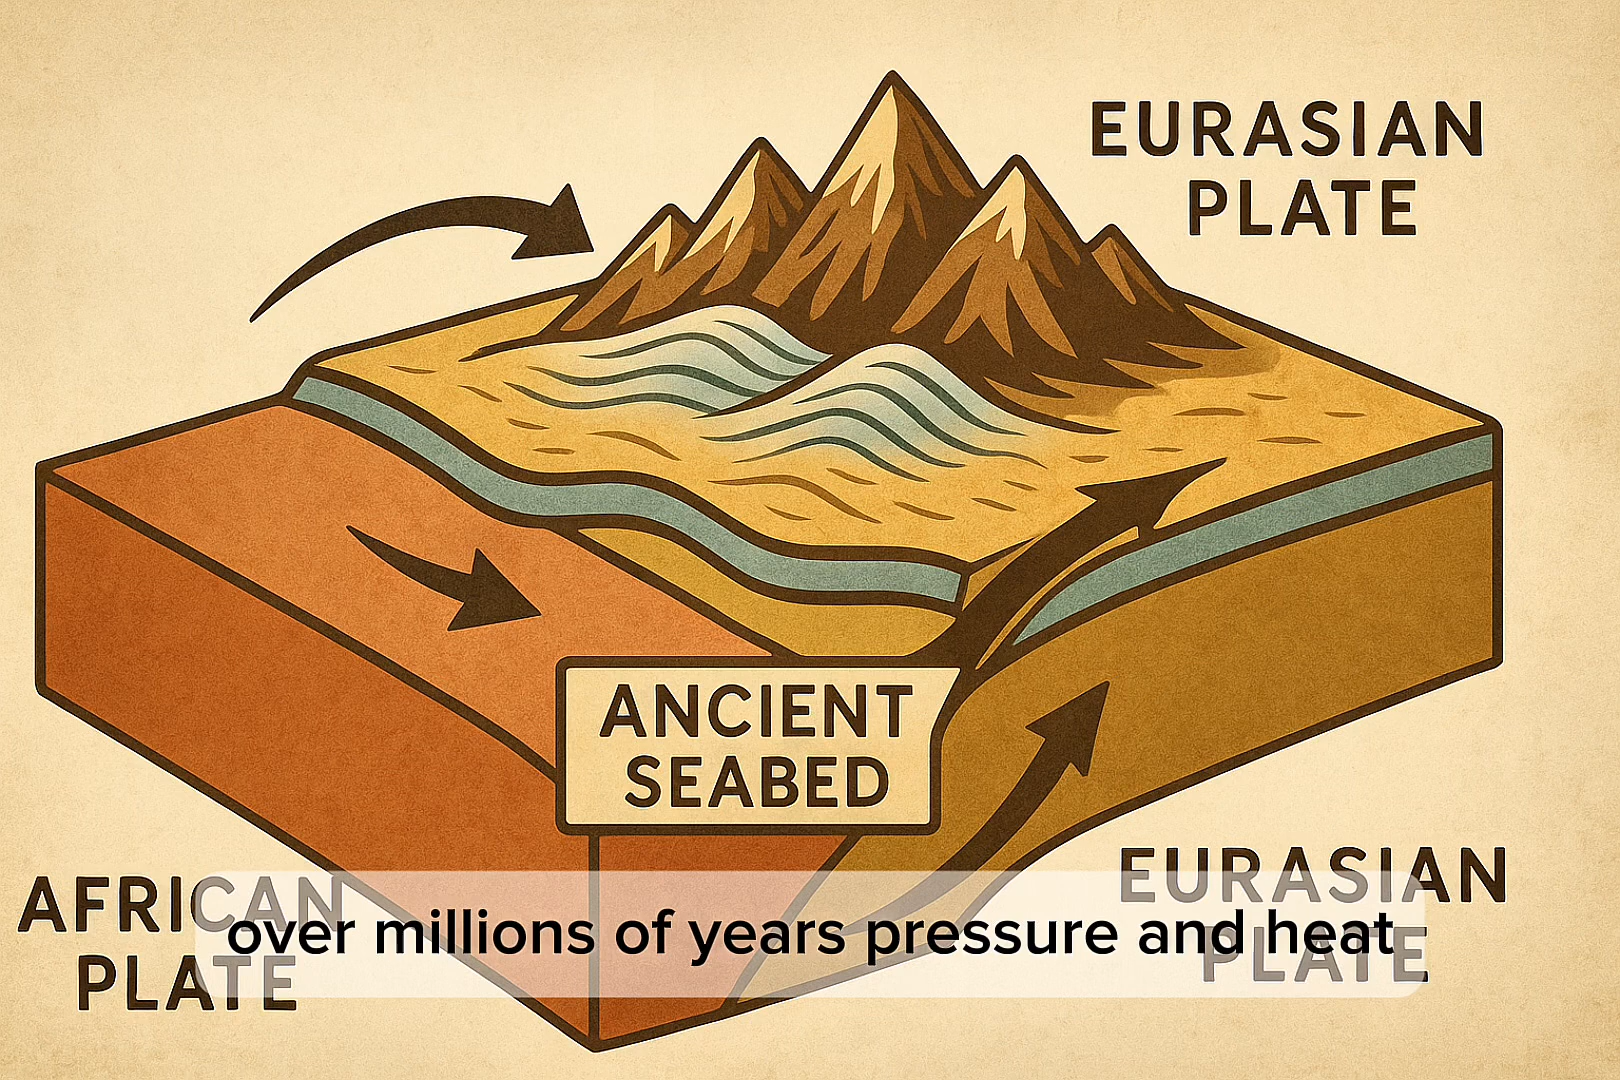 EURASIAN
PLATE
ANCIENT
SEABED
AFRICAN
PLATE
EURASIAN
PLATE
over millions of years pressure and heat